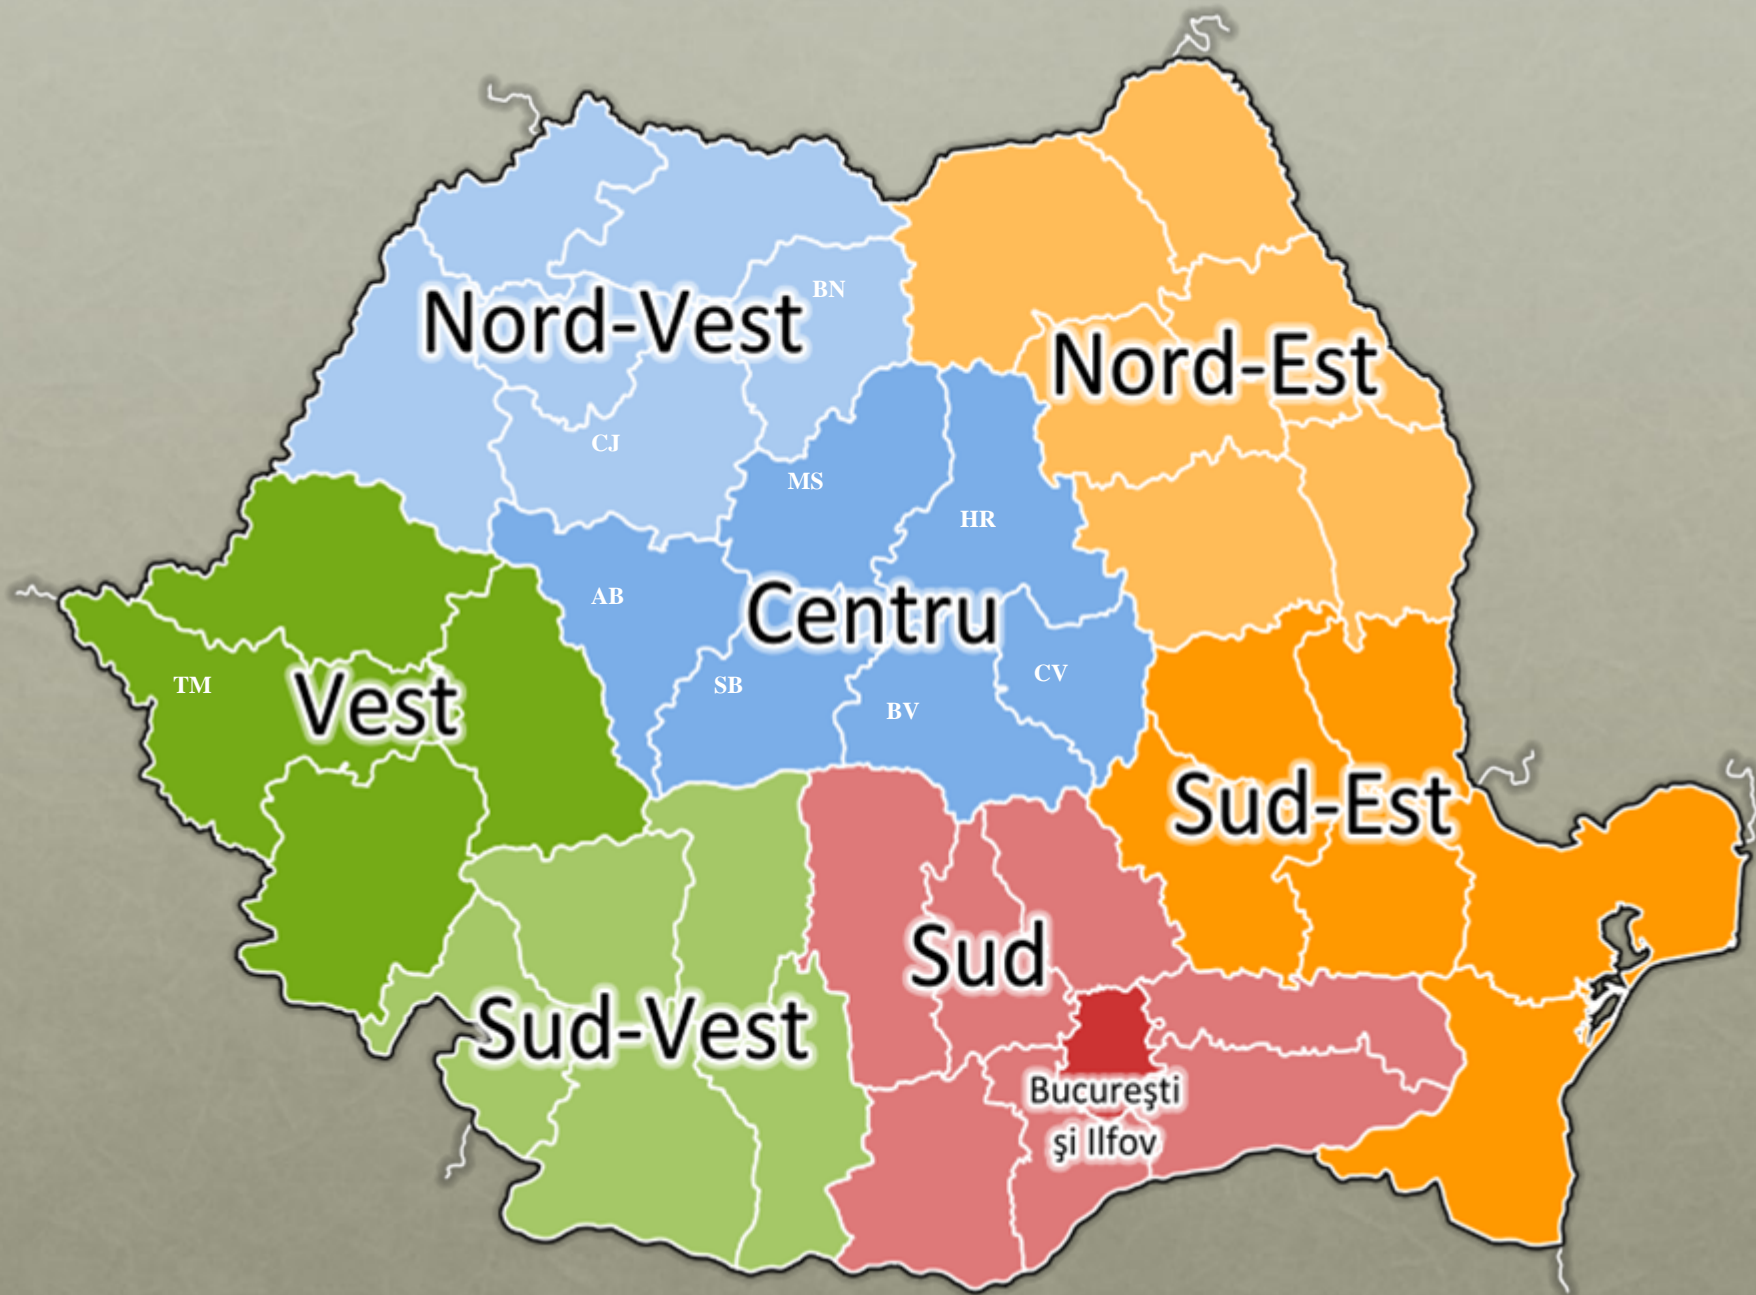 BN
Nord-Vest
Nord-Est
CJ
MS
HR
AB
Centru
CV
TM
Vest
SB
BV
Sud-Est
Sud
Sud-Vest
Bucureşti
şi Ilfov